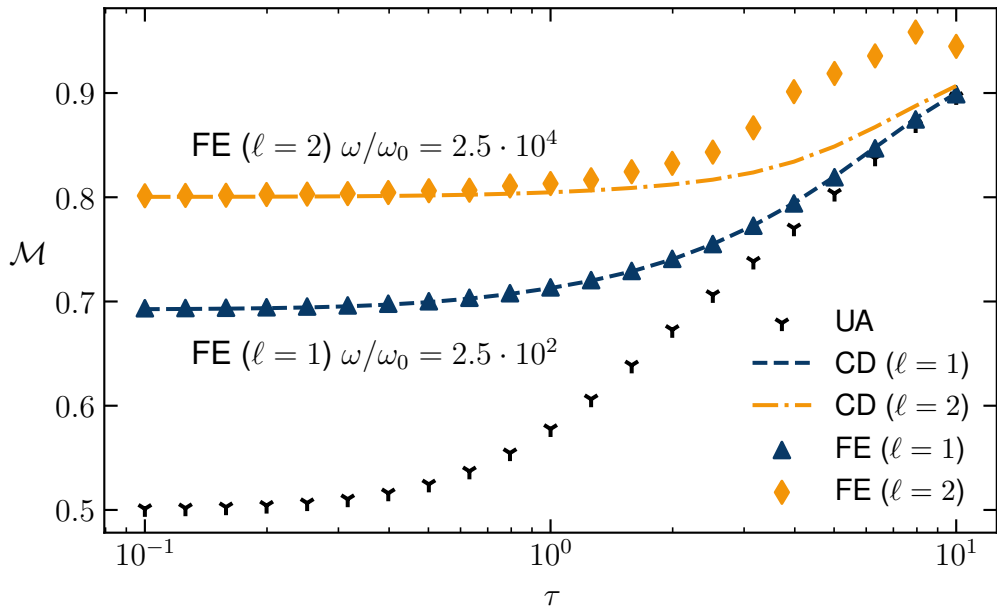 0.9
0.8
0.7
0.6
0.5
ℳ
FE (ℓ = 2) ω/ω₀ = 2.5 · 10⁴
FE (ℓ = 1) ω/ω₀ = 2.5 · 10²
UA
CD (ℓ = 1)
CD (ℓ = 2)
FE (ℓ = 1)
FE (ℓ = 2)
10⁻¹ 10⁰ 10¹
τ